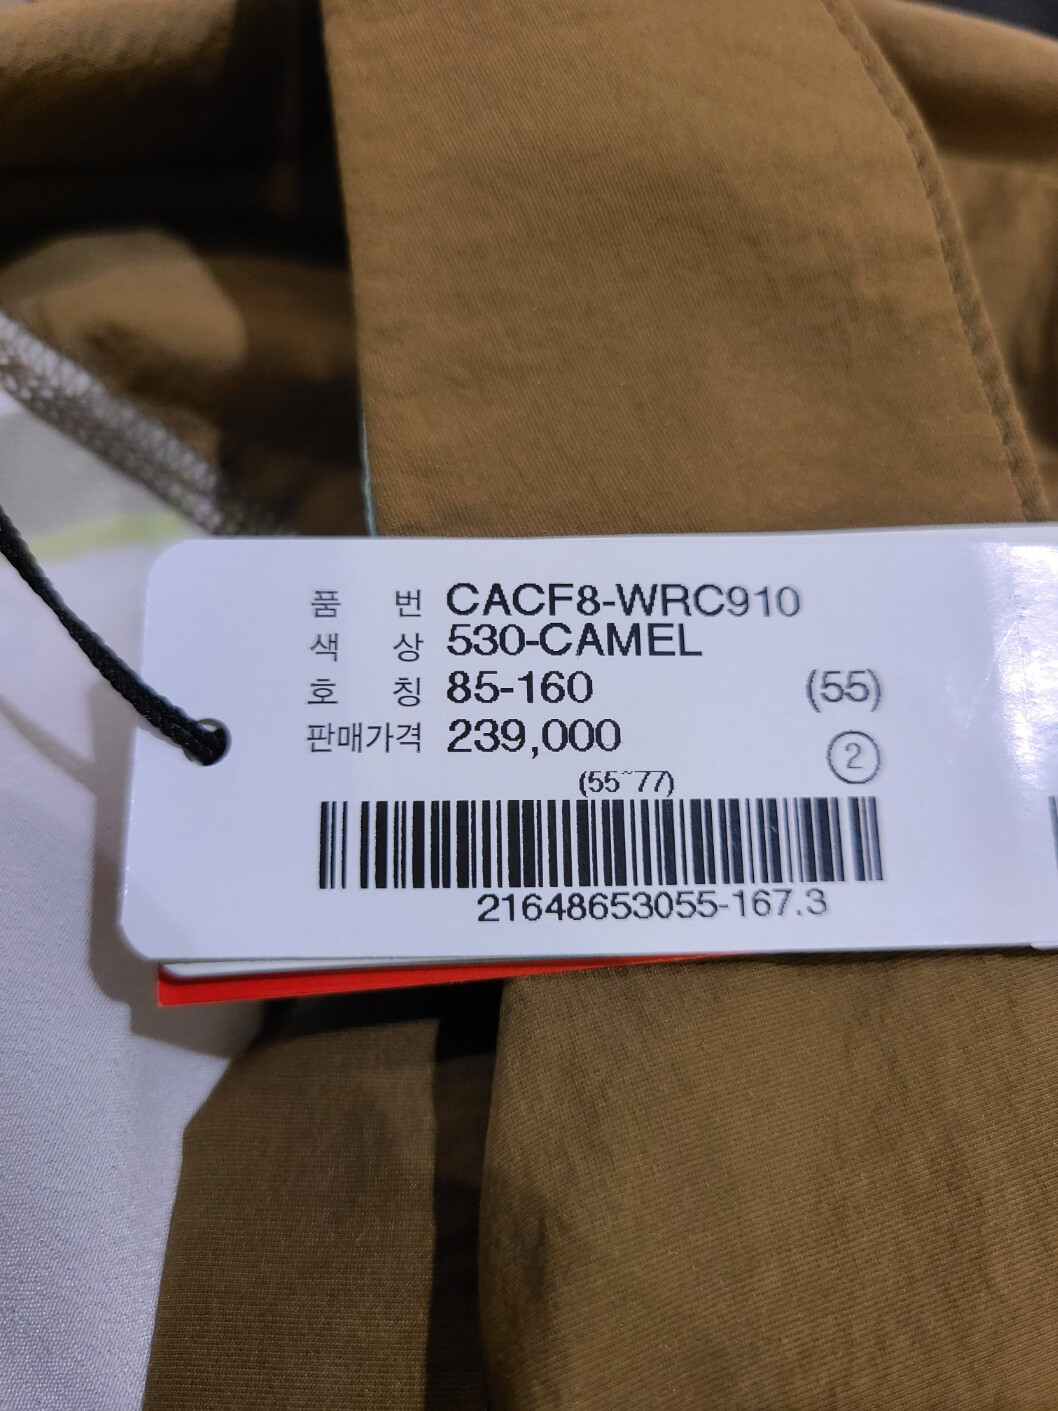 품 번 CACF8-WRC910
색 상 530-CAMEL
호 칭 85-160 (55)
판매가격 239,000 ②
(55~77)
21648653055-167.3